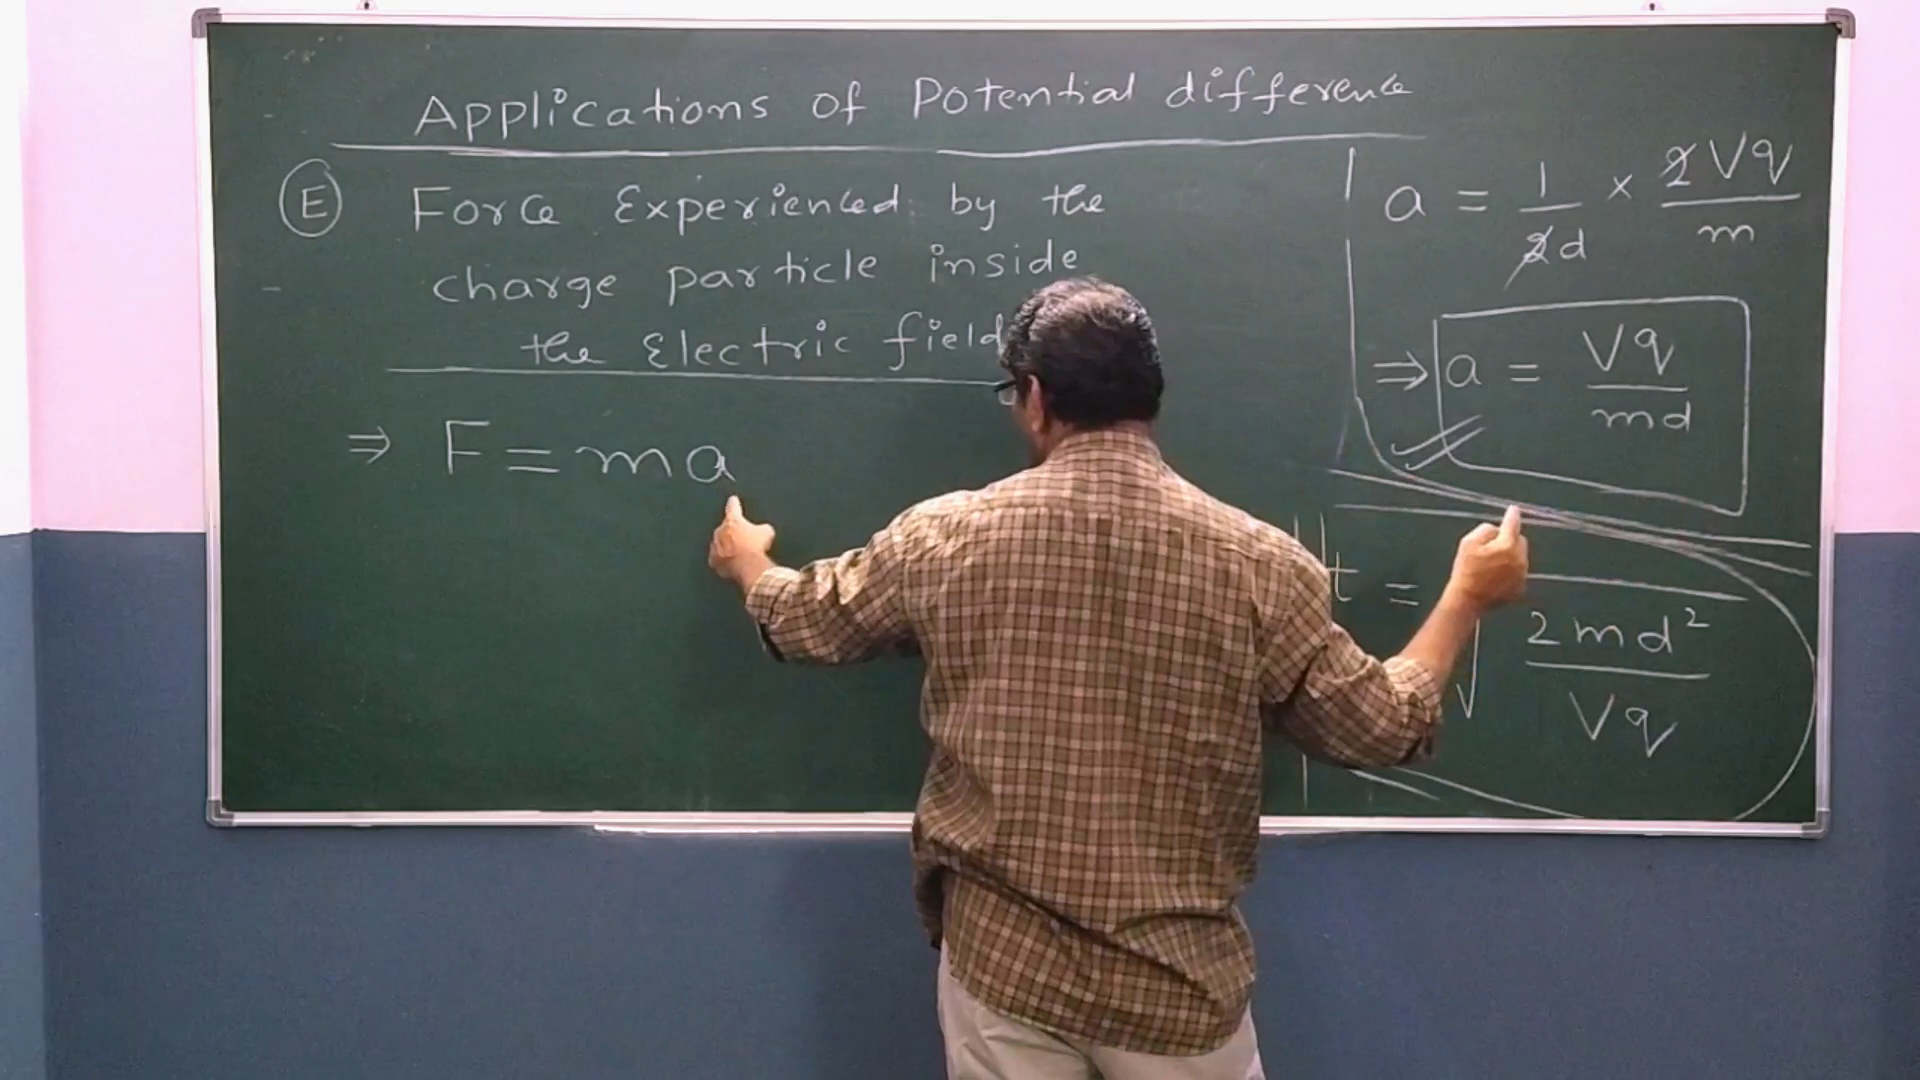 Applications of Potential difference
E Force Experienced by the
charge particle inside
the Electric field
⇒ F = ma
a = 1/2d × 2Vq/m
⇒ a = Vq/md
t = √ 2md²/Vq